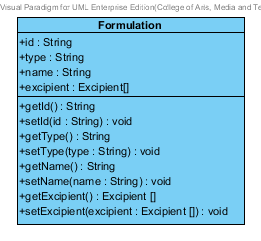 Visual Paradigm for UML Enterprise Edition(College of Arts, Media and Te
Formulation
+id : String
+type : String
+name : String
+excipient : Excipient[]
+getId() : String
+setId(id : String) : void
+getType() : String
+setType(type : String) : void
+getName() : String
+setName(name : String) : void
+getExcipient() : Excipient []
+setExcipient(excipient : Excipient []) : void